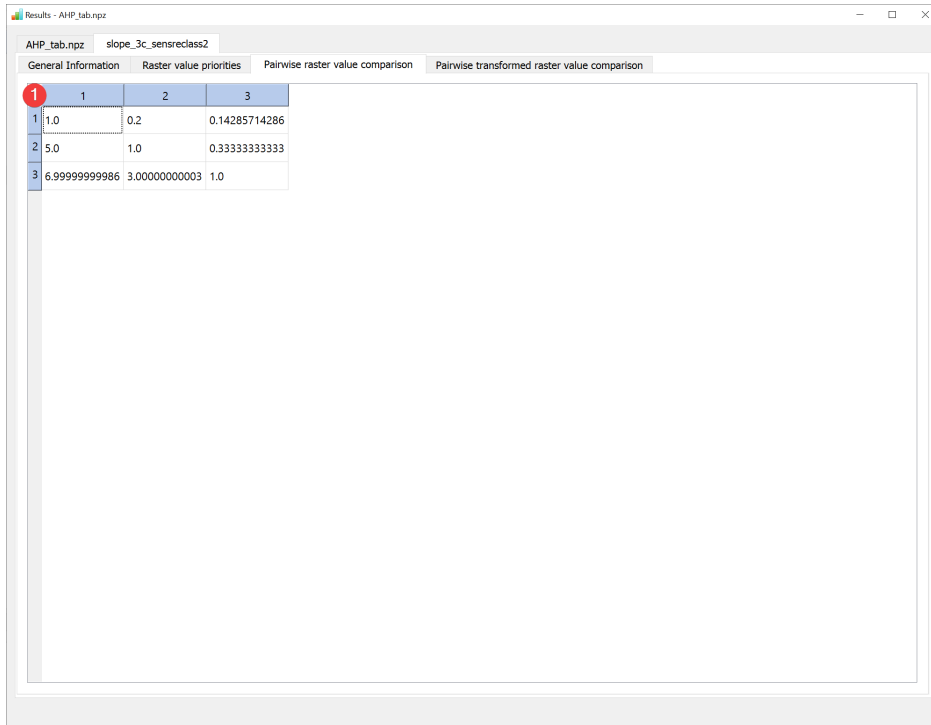 Results - AHP_tab.npz
AHP_tab.npz slope_3c_sensreclass2
General Information Raster value priorities Pairwise raster value comparison Pairwise transformed raster value comparison
1 1 2 3
1 1.0 0.2 0.14285714286
2 5.0 1.0 0.33333333333
3 6.99999999986 3.00000000003 1.0